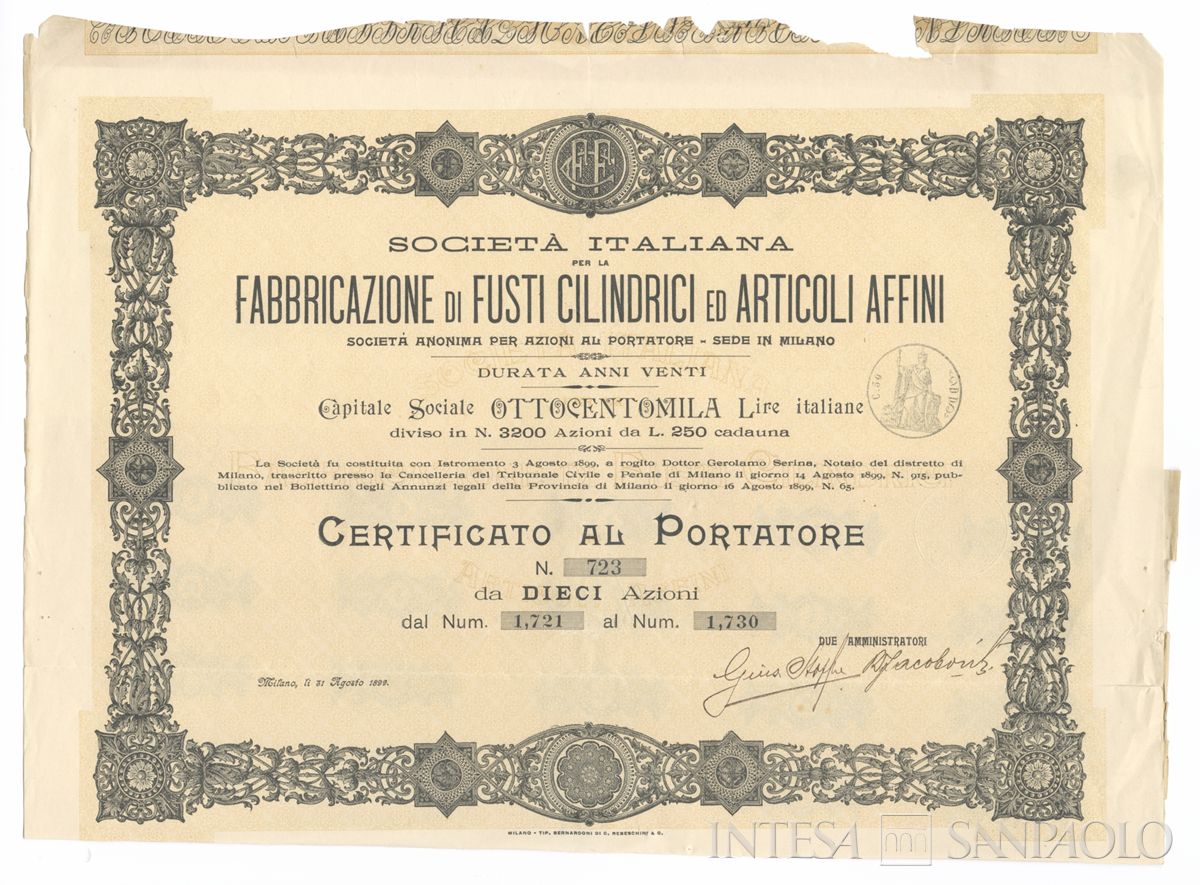 SOCIETÀ ITALIANA
PER LA
FABBRICAZIONE DI FUSTI CILINDRICI ED ARTICOLI AFFINI
SOCIETÀ ANONIMA PER AZIONI AL PORTATORE - SEDE IN MILANO
DURATA ANNI VENTI
Capitale Sociale OTTOCENTOMILA Lire italiane
diviso in N. 3200 Azioni da L. 250 cadauna
La Società fu costituita con Istromento 3 Agosto 1899, a rogito Dottor Gerolamo Serina, Notaio del distretto di
Milano, trascritto presso la Cancelleria del Tribunale Civile e Penale di Milano il giorno 14 Agosto 1899, N. 915, pub-
blicato nel Bollettino degli Annunzi legali della Provincia di Milano il giorno 16 Agosto 1899, N. 65.
CERTIFICATO AL PORTATORE
N. 723
da DIECI Azioni
dal Num. 1,721 al Num. 1,730
DUE AMMINISTRATORI
Milano, lì 31 Agosto 1899.
MILANO - TIP. BERNARDONI DI C. REBESCHINI & C.
INTESA SANPAOLO